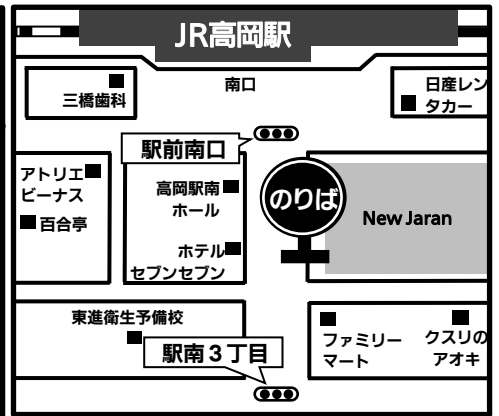 JR高岡駅
南口
三橋歯科
日産レン
タカー
駅前南口
アトリエ
ビーナス
百合亭
高岡駅南
ホール
ホテル
セブンセブン
のりば
New Jaran
東進衛生予備校
駅南3丁目
ファミリー
マート
クスリの
アオキ